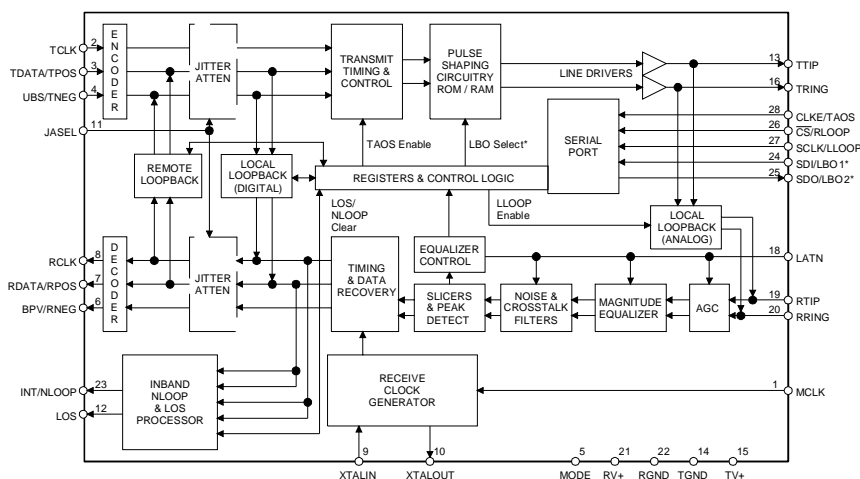 TCLK
2
TDATA/TPOS
3
UBS/TNEG
4
JASEL
11
ENCODER
JITTER
ATTEN
TRANSMIT
TIMING &
CONTROL
PULSE
SHAPING
CIRCUITRY
ROM / RAM
LINE DRIVERS
13
TTIP
16
TRING
28
CLKE/TAOS
26
CS/RLOOP
27
SCLK/LLOOP
24
SDI/LBO1*
25
SDO/LBO2*
SERIAL
PORT
TAOS Enable
LBO Select*
REMOTE
LOOPBACK
LOCAL
LOOPBACK
(DIGITAL)
REGISTERS & CONTROL LOGIC
LOS/
NLOOP
Clear
LLOOP
Enable
LOCAL
LOOPBACK
(ANALOG)
RCLK
8
RDATA/RPOS
7
BPV/RNEG
6
DECODER
JITTER
ATTEN
TIMING
& DATA
RECOVERY
EQUALIZER
CONTROL
18
LATN
SLICERS
& PEAK
DETECT
NOISE &
CROSSTALK
FILTERS
MAGNITUDE
EQUALIZER
AGC
19
RTIP
20
RRING
INT/NLOOP
23
LOS
12
INBAND
NLOOP
& LOS
PROCESSOR
RECEIVE
CLOCK
GENERATOR
1
MCLK
9
10
5
21
22
14
15
XTALIN
XTALOUT
MODE
RV+
RGND
TGND
TV+